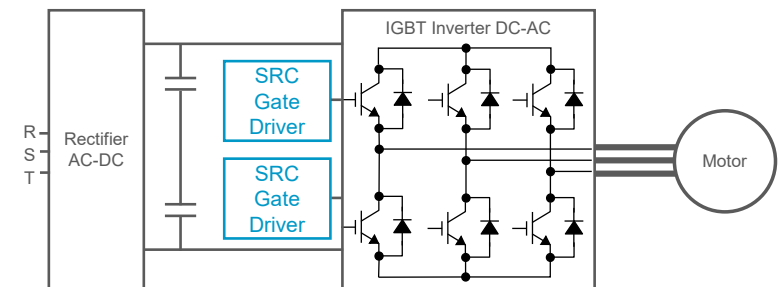 IGBT Inverter DC-AC
SRC
Gate
Driver
R
S
T
Rectifier
AC-DC
SRC
Gate
Driver
Motor